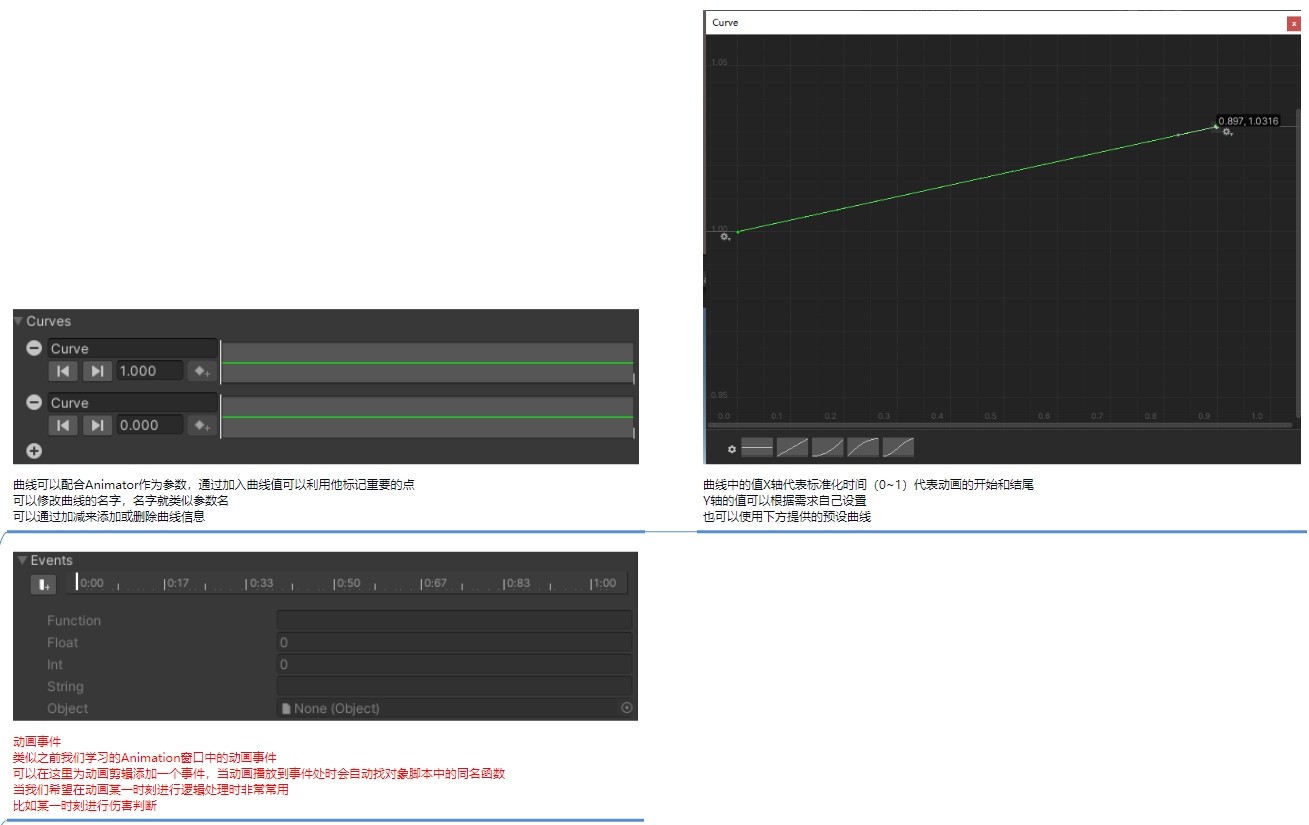 Curve
1.05
0.897, 1.0316
1.00
0.95
0.0 0.1 0.2 0.3 0.4 0.5 0.6 0.7 0.8 0.9 1.0
Curves
Curve
1.000
Curve
0.000
曲线可以配合Animator作为参数，通过加入曲线值可以利用他标记重要的点
可以修改曲线的名字，名字就类似参数名
可以通过加减来添加或删除曲线信息
曲线中的值X轴代表标准化时间（0~1）代表动画的开始和结尾
Y轴的值可以根据需求自己设置
也可以使用下方提供的预设曲线
Events
0:00 0:17 0:33 0:50 0:67 0:83 1:00
Function
Float 0
Int 0
String
Object None (Object)
动画事件
类似之前我们学习的Animation窗口中的动画事件
可以在这里为动画剪辑添加一个事件，当动画播放到事件处时会自动找对象脚本中的同名函数
当我们希望在动画某一时刻进行逻辑处理时非常常用
比如某一时刻进行伤害判断